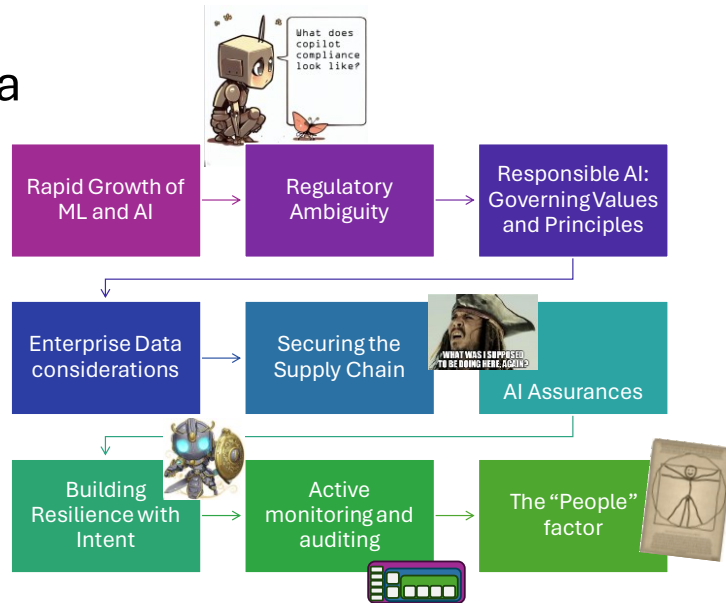 a
What does
copilot
compliance
look like?
Rapid Growth of
ML and AI
Regulatory
Ambiguity
Responsible AI:
Governing Values
and Principles
Enterprise Data
considerations
Securing the
Supply Chain
WHAT WAS I SUPPOSED
TO BE DOING HERE, AGAIN?
AI Assurances
Building
Resilience with
Intent
Active
monitoring and
auditing
The “People”
factor